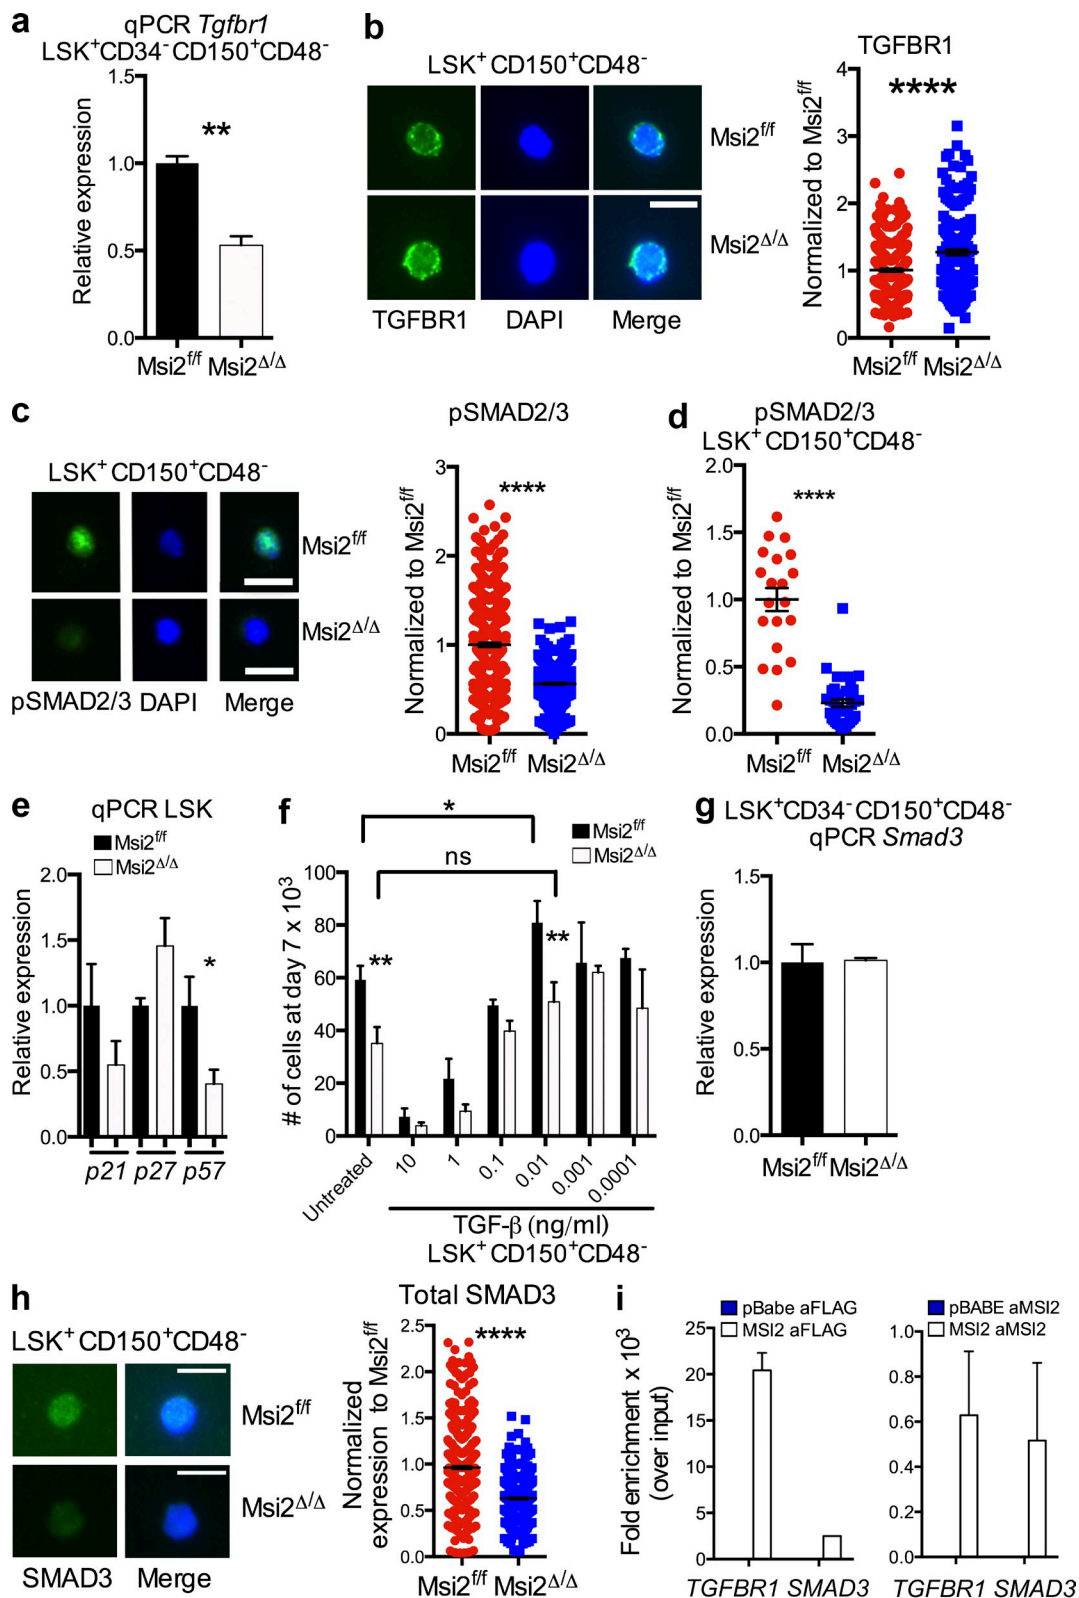 a
qPCR Tgfbr1
LSK⁺CD34⁻CD150⁺CD48⁻
Relative expression
1.5
1.0
0.5
0.0
**
Msi2f/f Msi2Δ/Δ
b
LSK⁺CD150⁺CD48⁻
Msi2f/f
Msi2Δ/Δ
TGFBR1 DAPI Merge
TGFBR1
Normalized to Msi2f/f
4
3
2
1
0
****
Msi2f/f Msi2Δ/Δ
c
LSK⁺CD150⁺CD48⁻
Msi2f/f
Msi2Δ/Δ
pSMAD2/3 DAPI Merge
pSMAD2/3
Normalized to Msi2f/f
3
2
1
0
****
Msi2f/f Msi2Δ/Δ
d
pSMAD2/3
LSK⁺CD150⁺CD48⁻
Normalized to Msi2f/f
2.0
1.5
1.0
0.5
0.0
****
Msi2f/f Msi2Δ/Δ
e
qPCR LSK
Msi2f/f
Msi2Δ/Δ
Relative expression
2.0
1.5
1.0
0.5
0.0
*
p21 p27 p57
f
*
ns
Msi2f/f
Msi2Δ/Δ
# of cells at day 7 x 10³
100
80
60
40
20
0
**
**
Untreated 10 1 0.1 0.01 0.001 0.0001
TGF-β (ng/ml)
LSK⁺CD150⁺CD48⁻
g
LSK⁺CD34⁻CD150⁺CD48⁻
qPCR Smad3
Relative expression
1.5
1.0
0.5
0.0
Msi2f/f Msi2Δ/Δ
h
LSK⁺CD150⁺CD48⁻
Msi2f/f
Msi2Δ/Δ
SMAD3 Merge
Total SMAD3
Normalized
expression to Msi2f/f
2.5
2.0
1.5
1.0
0.5
0.0
****
Msi2f/f Msi2Δ/Δ
i
pBabe aFLAG
MSI2 aFLAG
Fold enrichment x 10³
(over input)
25
20
15
10
5
0
TGFBR1 SMAD3
pBABE aMSI2
MSI2 aMSI2
1.0
0.8
0.6
0.4
0.2
0.0
TGFBR1 SMAD3